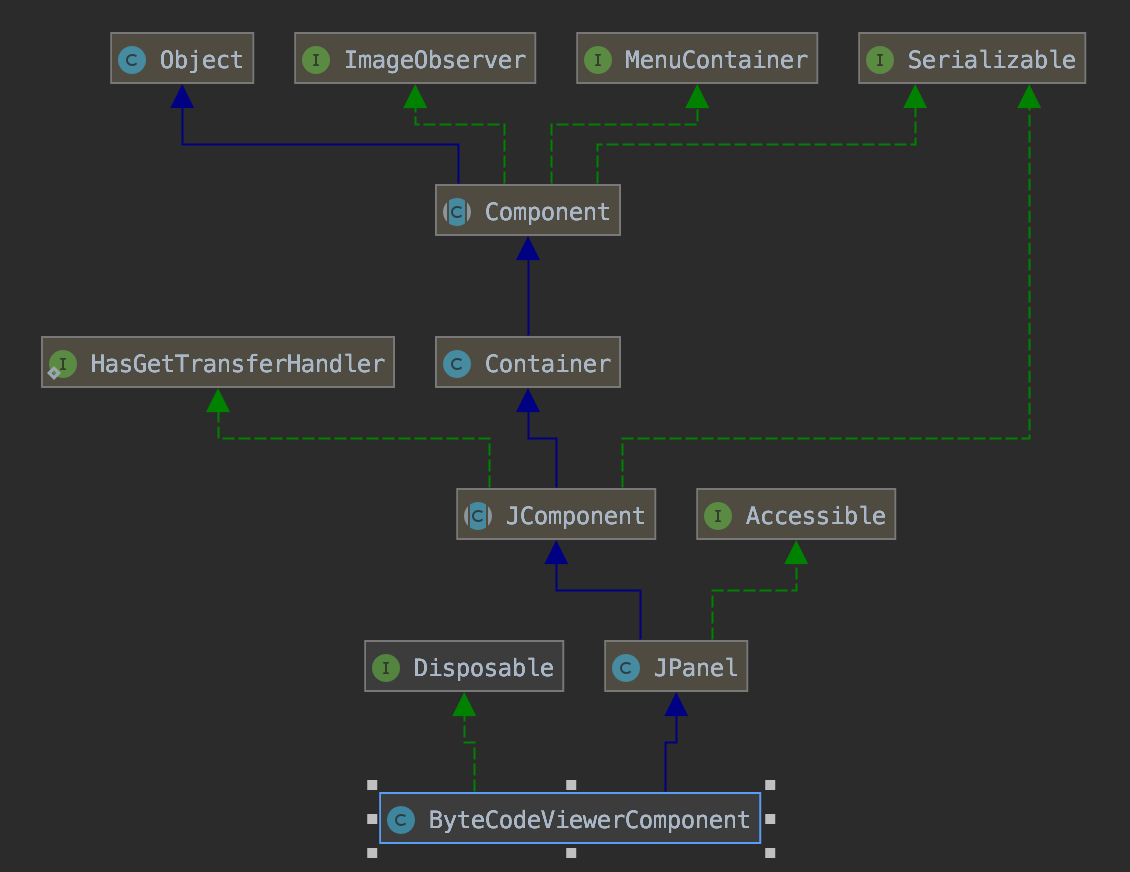 C Object
I ImageObserver
I MenuContainer
I Serializable
C Component
I HasGetTransferHandler
C Container
C JComponent
I Accessible
I Disposable
C JPanel
C ByteCodeViewerComponent